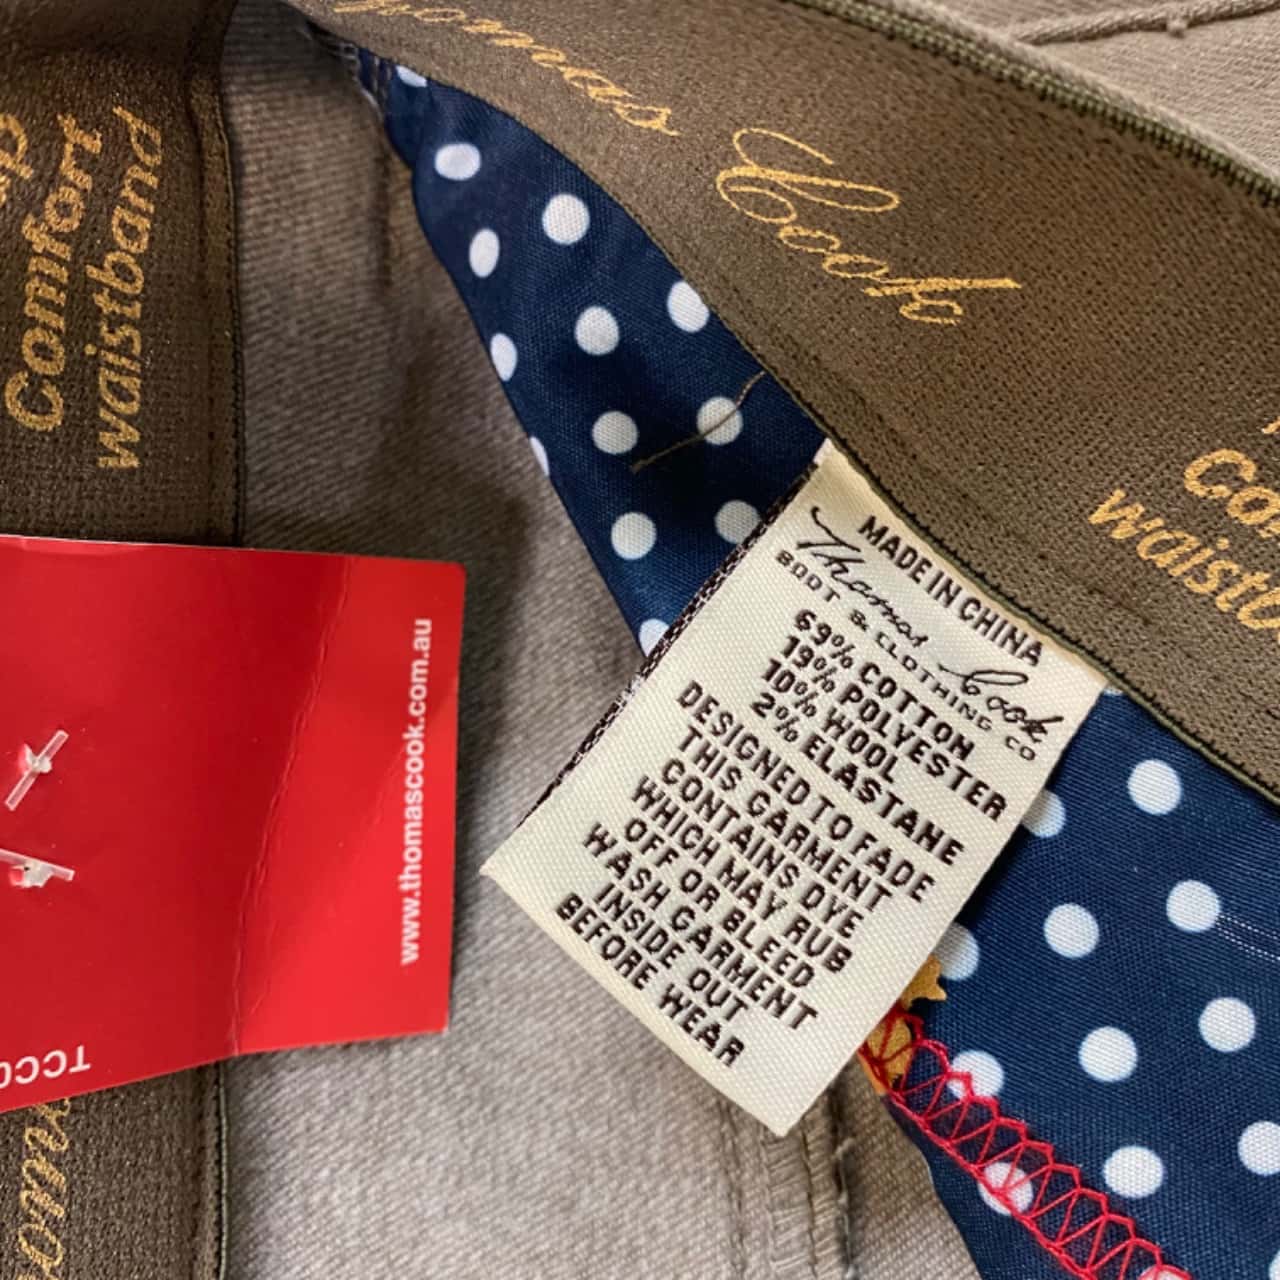 Thomas Cook
Comfort
waistband
www.thomascook.com.au
MADE IN CHINA
Thomas Cook
BOOT & CLOTHING CO
69% COTTON
19% POLYESTER
10% WOOL
2% ELASTANE
DESIGNED TO FADE
THIS GARMENT
CONTAINS DYE
WHICH MAY RUB
OFF OR BLEED
WASH GARMENT
INSIDE OUT
BEFORE WEAR